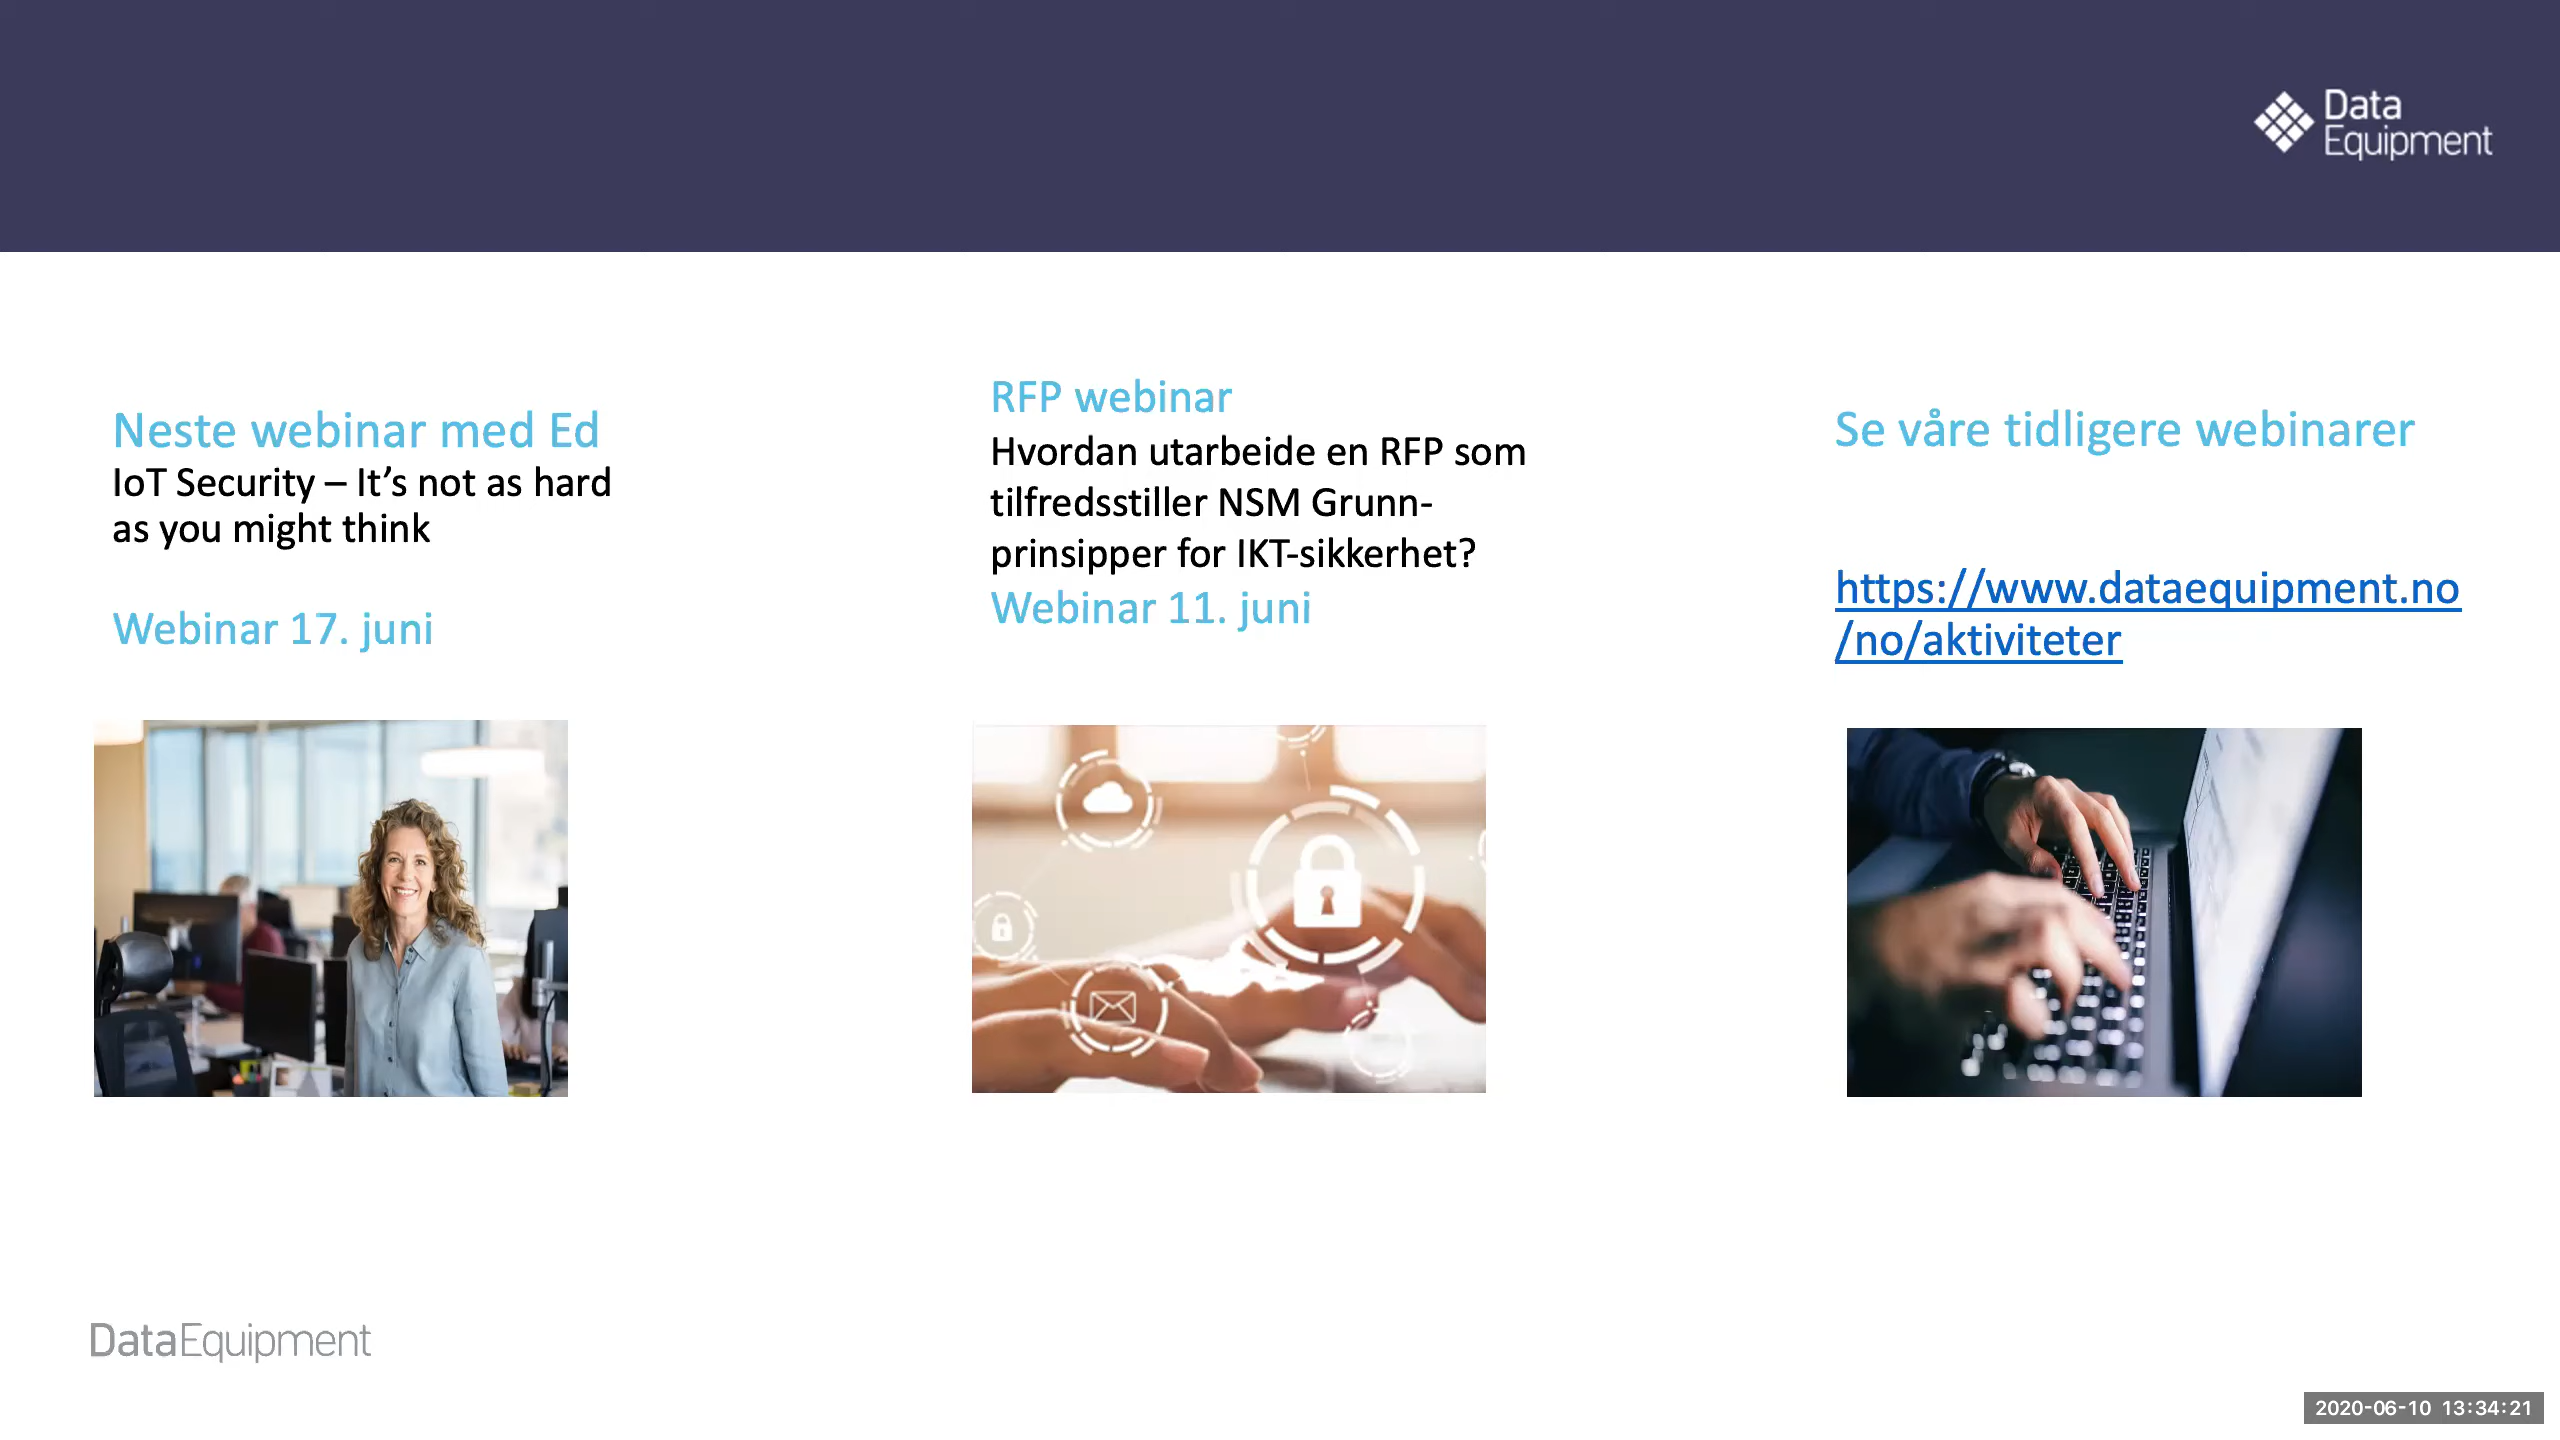 Data
Equipment
Neste webinar med Ed
IoT Security – It’s not as hard
as you might think
Webinar 17. juni
RFP webinar
Hvordan utarbeide en RFP som
tilfredsstiller NSM Grunn-
prinsipper for IKT-sikkerhet?
Webinar 11. juni
Se våre tidligere webinarer
https://www.dataequipment.no
/no/aktiviteter
DataEquipment
2020-06-10 13:34:21